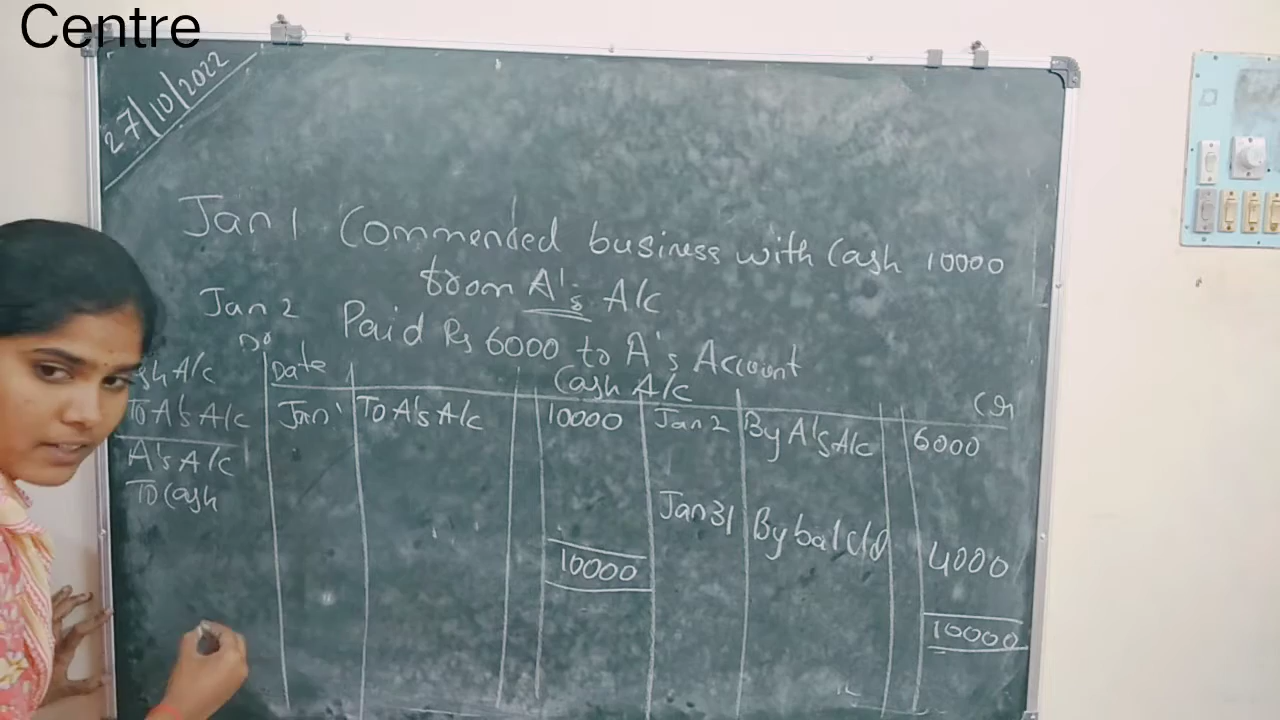 Centre
27/10/2022
Jan 1 Commended business with Cash 10000
from A's A/c
Jan 2 Paid Rs 6000 to A's Account
Dr Cash A/c Cr
Date
sh A/c
To A's A/c
A's A/c
To Cash
Jan 1 To A's A/c 10000 Jan 2 By A's A/c 6000
Jan 31 By bal c/d 4000
10000 10000